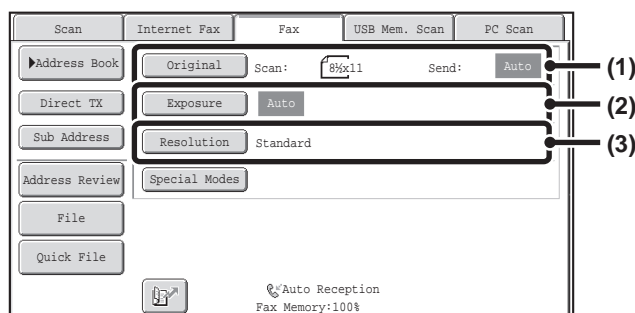 Scan Internet Fax Fax USB Mem. Scan PC Scan
Address Book Original Scan: 8½x11 Send: Auto (1)
Direct TX Exposure Auto (2)
Sub Address Resolution Standard (3)
Address Review Special Modes
File
Quick File
Auto Reception
Fax Memory:100%